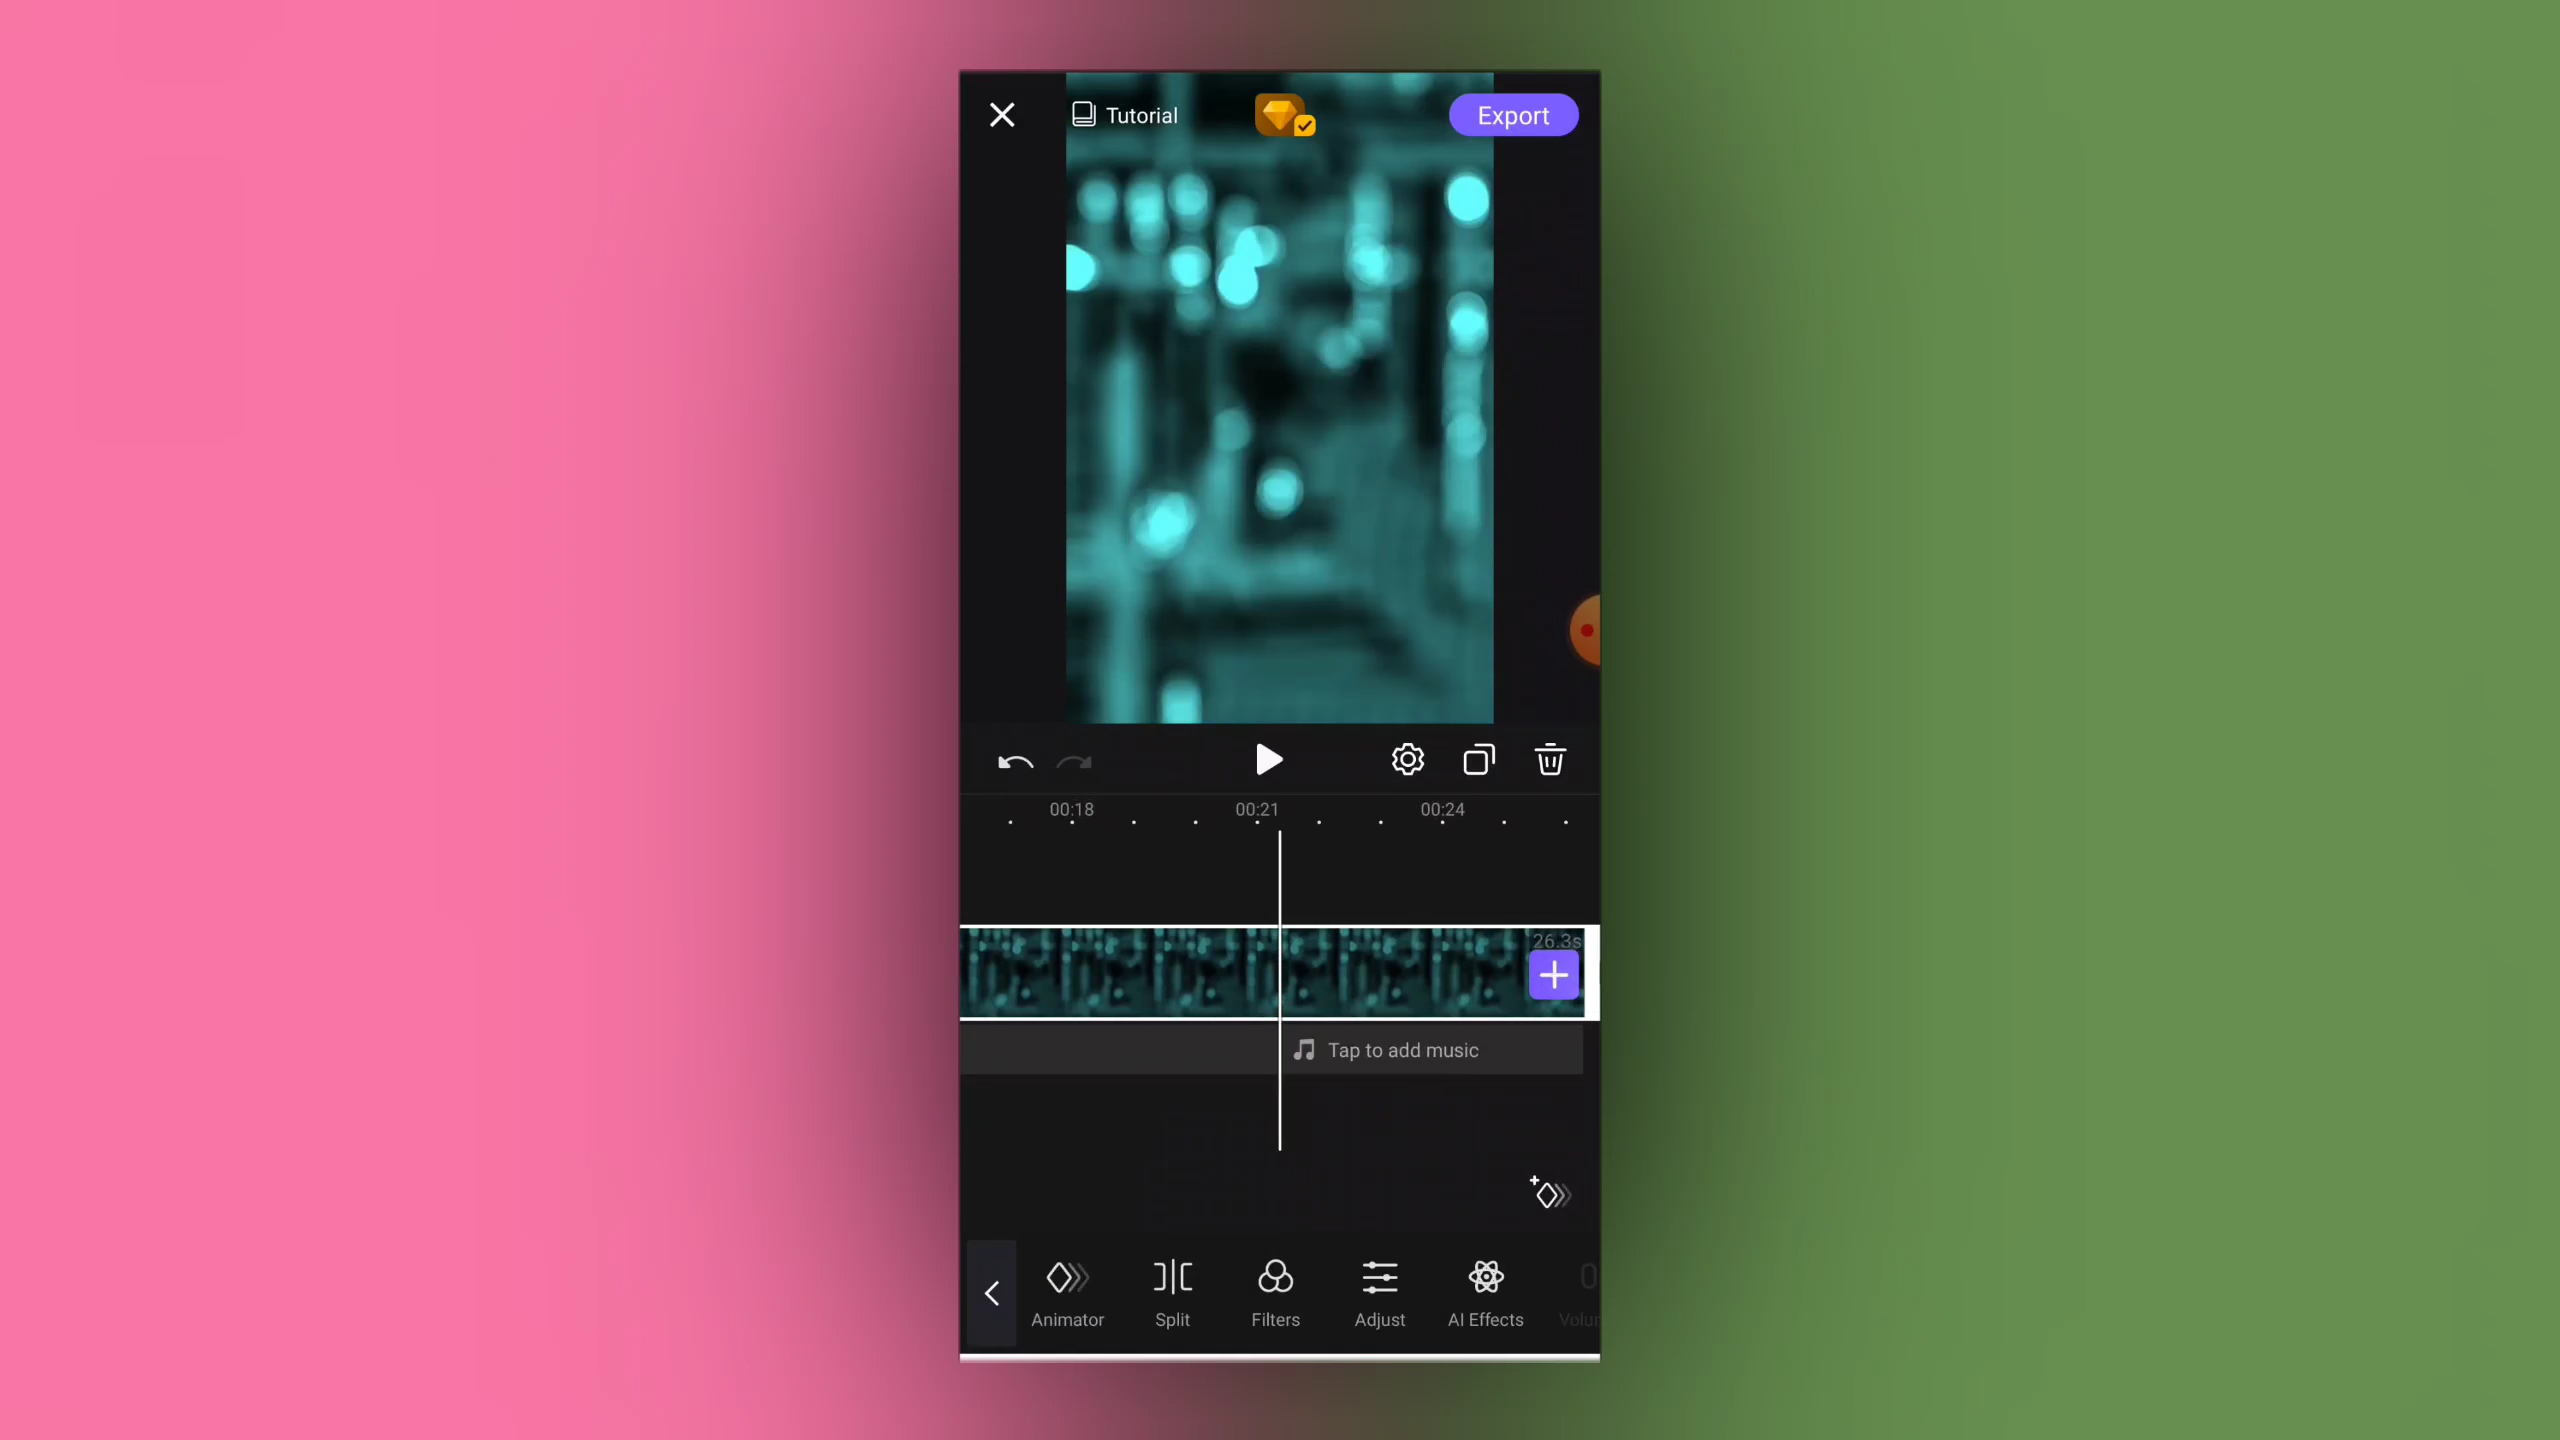 Tutorial
Export
00:18 00:21 00:24
26.3s
Tap to add music
Animator Split Filters Adjust AI Effects